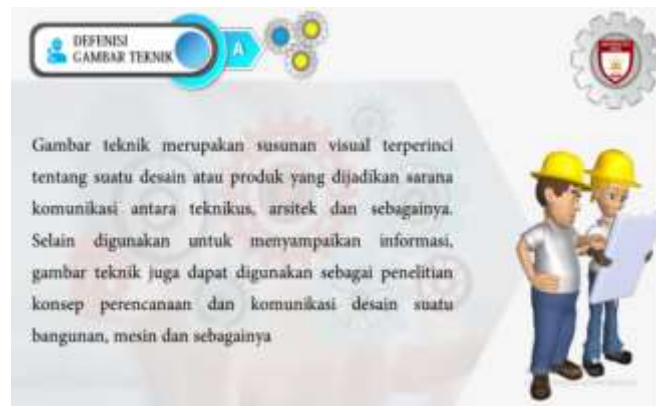 DEFENISI
GAMBAR TEKNIK
A
Gambar teknik merupakan susunan visual terperinci
tentang suatu desain atau produk yang dijadikan sarana
komunikasi antara teknikus, arsitek dan sebagainya.
Selain digunakan untuk menyampaikan informasi,
gambar teknik juga dapat digunakan sebagai penelitian
konsep perencanaan dan komunikasi desain suatu
bangunan, mesin dan sebagainya